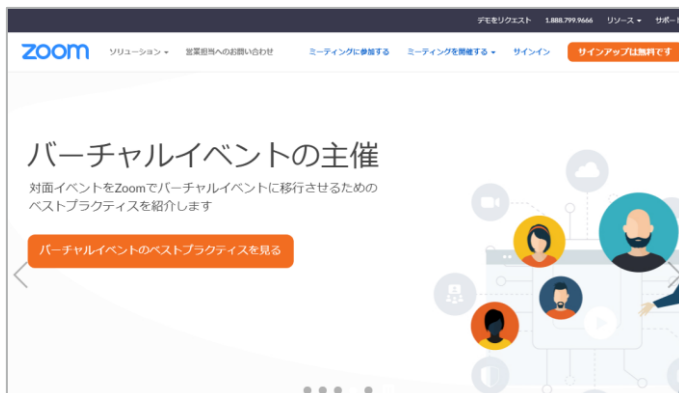 デモをリクエスト 1.888.799.9666 リソース サポート
zoom ソリューション 営業担当へのお問い合わせ ミーティングに参加する ミーティングを開催する サインイン サインアップは無料です
バーチャルイベントの主催
対面イベントをZoomでバーチャルイベントに移行させるための
ベストプラクティスを紹介します
バーチャルイベントのベストプラクティスを見る